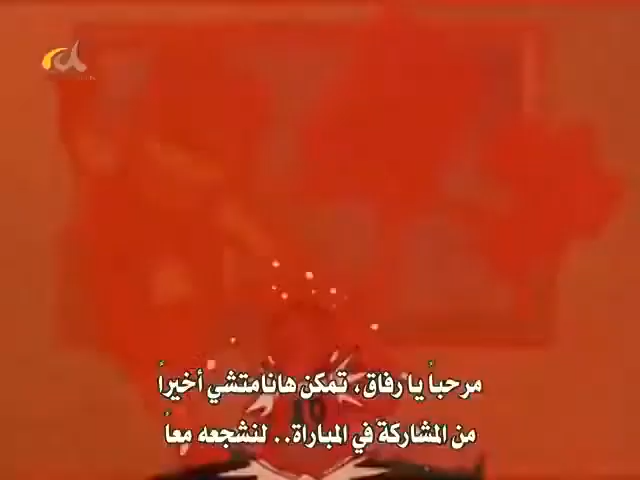 مرحباً يا رفاق، تمكن هانامتشي أخيراً
من المشاركة في المباراة.. لنشجعه معاً